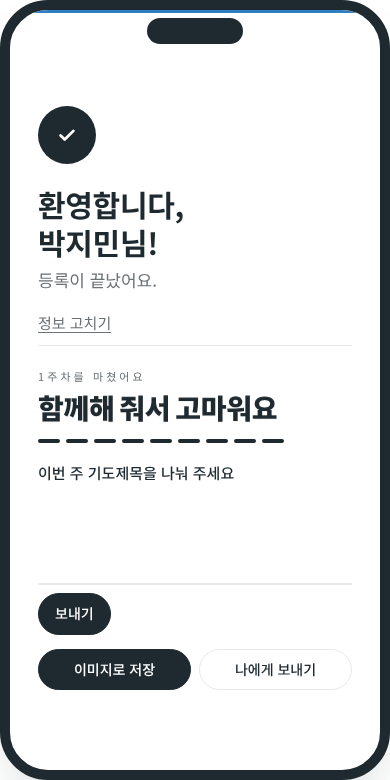 환영합니다,
박지민님!
등록이 끝났어요.
정보 고치기
1주차를 마쳤어요
함께해 줘서 고마워요
이번 주 기도제목을 나눠 주세요
보내기
이미지로 저장
나에게 보내기